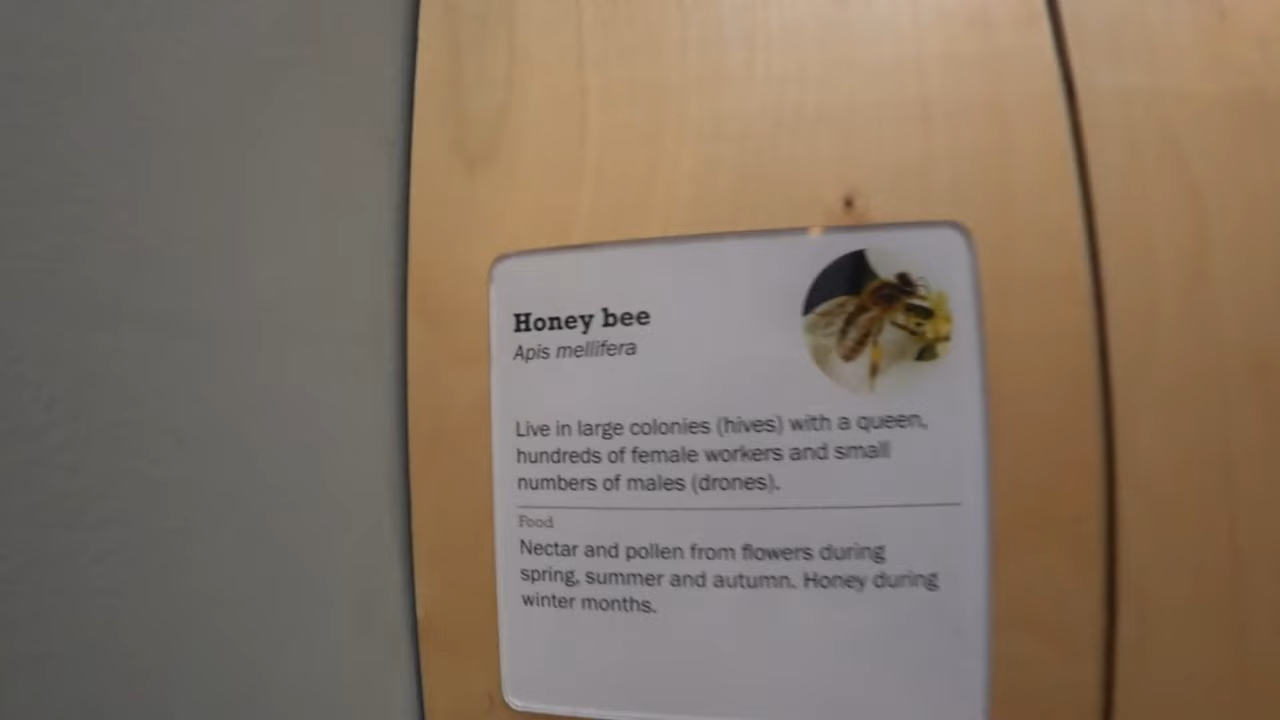 Honey bee
Apis mellifera
Live in large colonies (hives) with a queen,
hundreds of female workers and small
numbers of males (drones).
Food
Nectar and pollen from flowers during
spring, summer and autumn. Honey during
winter months.